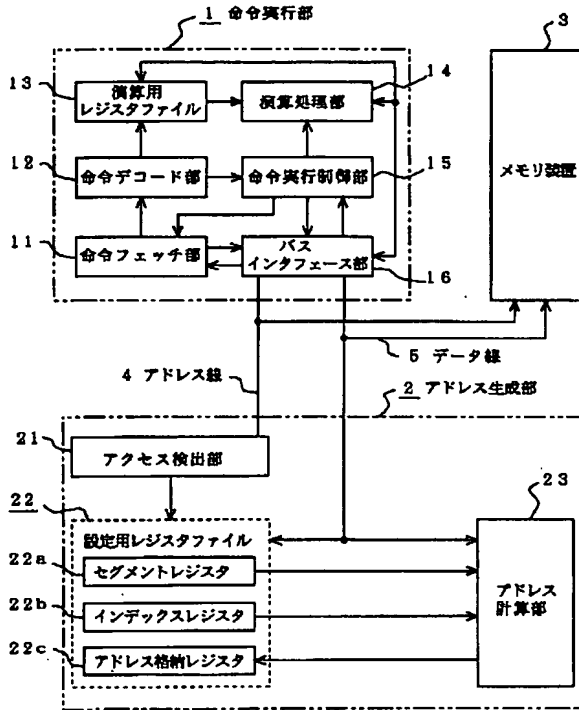 1 命令実行部
3
13
演算用
レジスタファイル
演算処理部
14
12
命令デコード部
命令実行制御部
15
メモリ装置
11
命令フェッチ部
バス
インタフェース部
16
5 データ線
4 アドレス線
2 アドレス生成部
21
アクセス検出部
23
22
設定用レジスタファイル
22a
セグメントレジスタ
22b
インデックスレジスタ
アドレス
計算部
22c
アドレス格納レジスタ